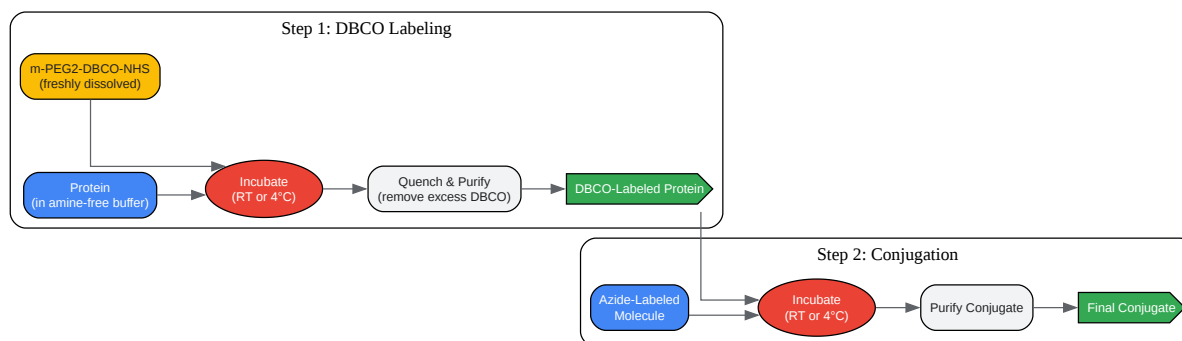 Step 1: DBCO Labeling
m-PEG2-DBCO-NHS
(freshly dissolved)
Protein
(in amine-free buffer)
Incubate
(RT or 4°C)
Quench & Purify
(remove excess DBCO)
DBCO-Labeled Protein
Step 2: Conjugation
Azide-Labeled
Molecule
Incubate
(RT or 4°C)
Purify Conjugate
Final Conjugate